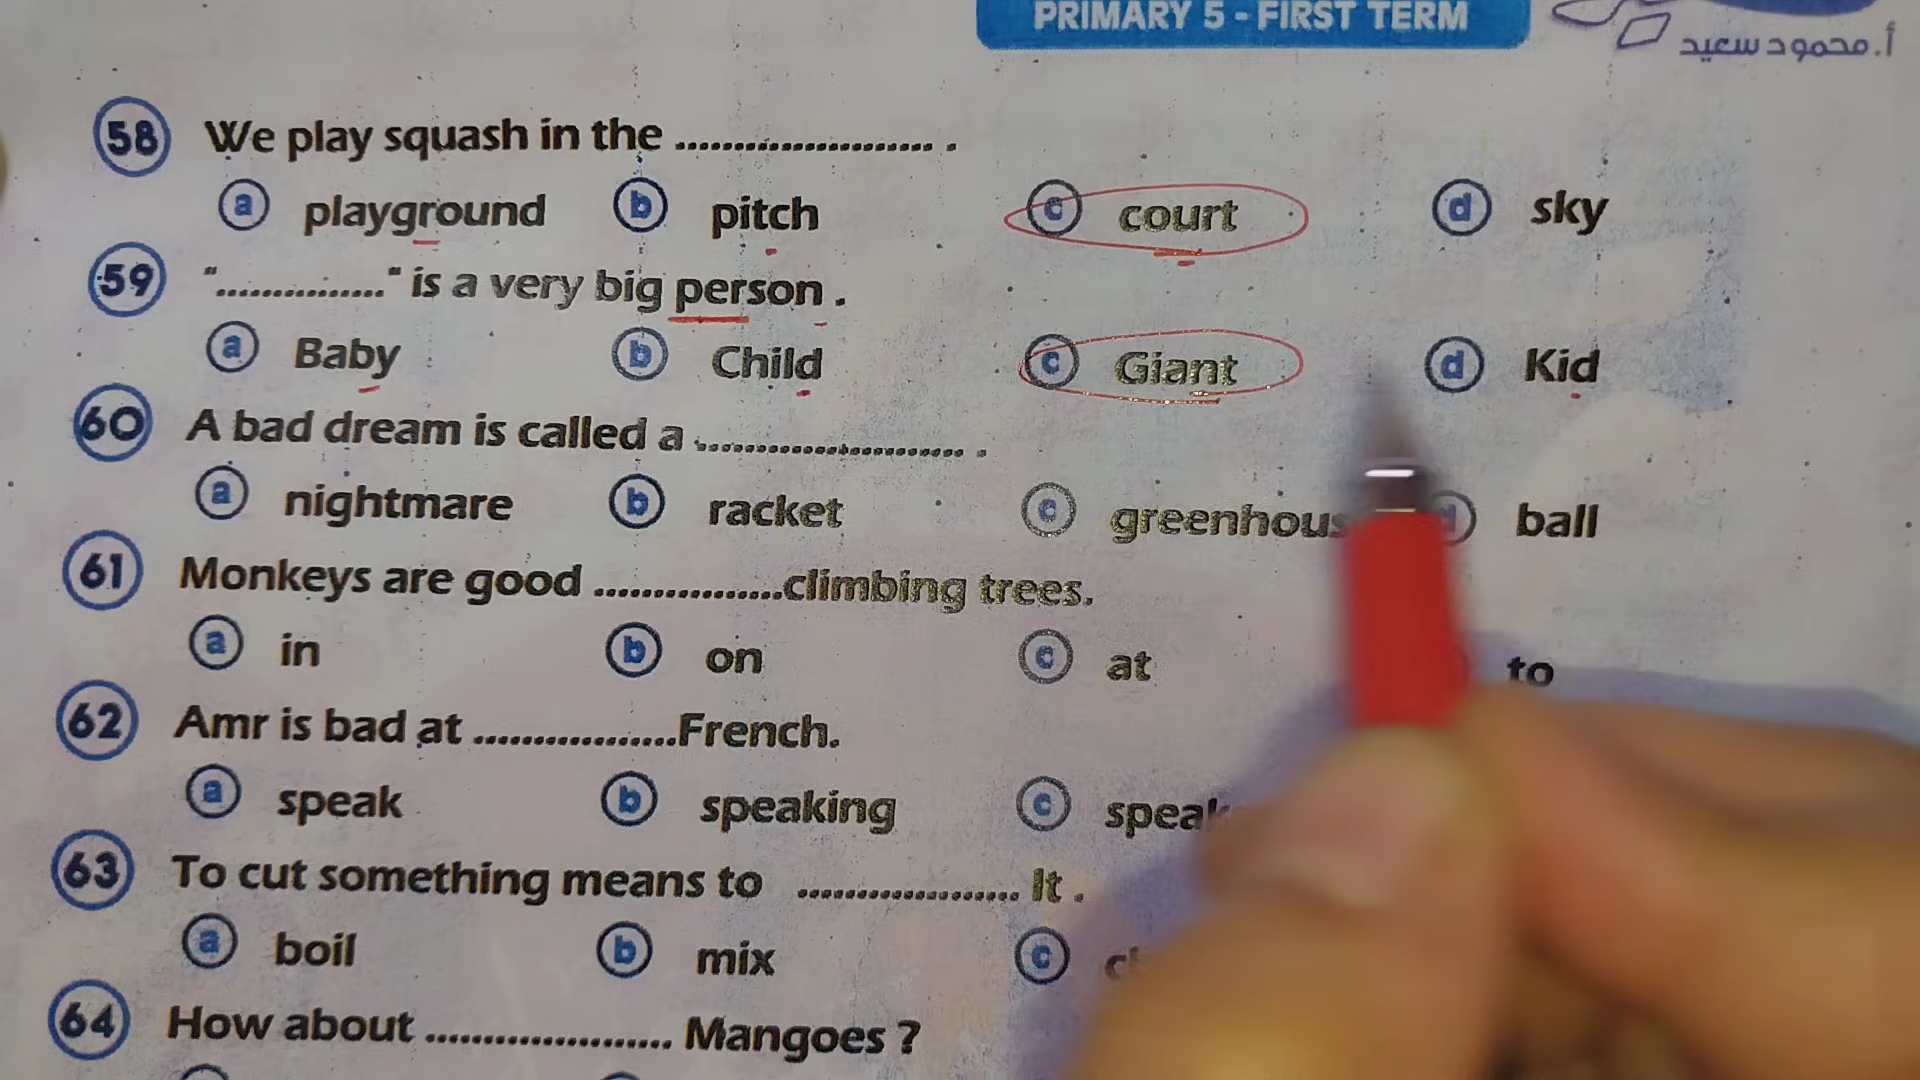 PRIMARY 5 - FIRST TERM
أ.محمود سعيد
58 We play squash in the ...................... .
a playground b pitch c court d sky
59 "..............." is a very big person .
a Baby b Child c Giant d Kid
60 A bad dream is called a ........................ .
a nightmare b racket c d ball
61 Monkeys are good ................climbing trees.
a in b on c at to
62 Amr is bad at .................French.
a speak b speaking c
63 To cut something means to ................... It .
a boil b mix c
64 How about ..................... Mangoes ?